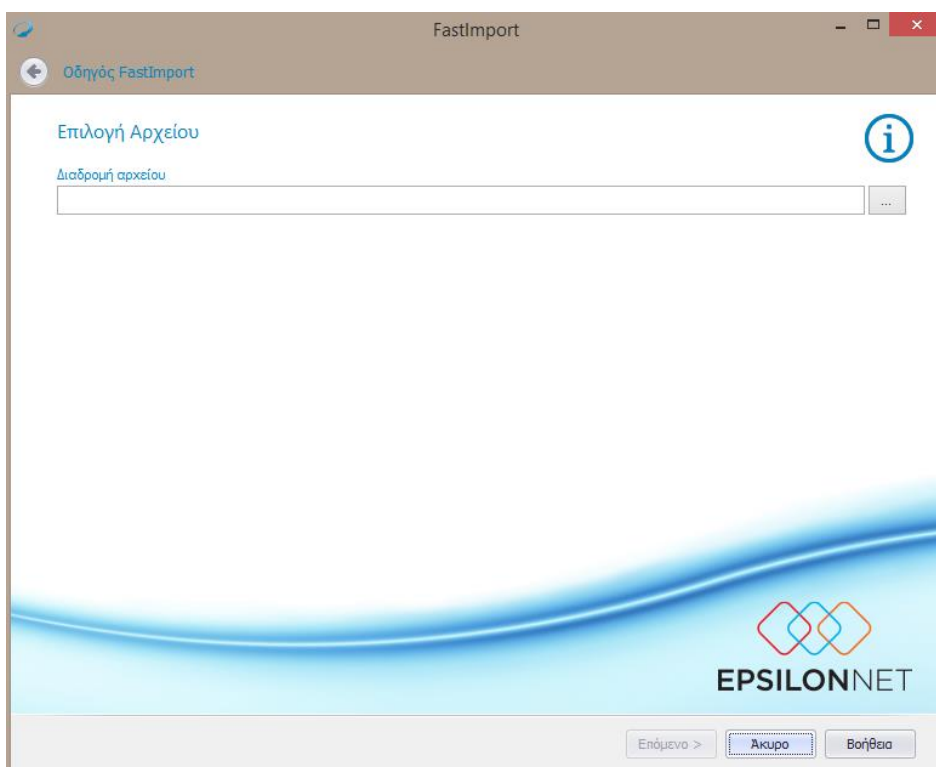 FastImport
Οδηγός FastImport
Επιλογή Αρχείου
Διαδρομή αρχείου
...
EPSILONNET
Επόμενο >
Άκυρο
Βοήθεια